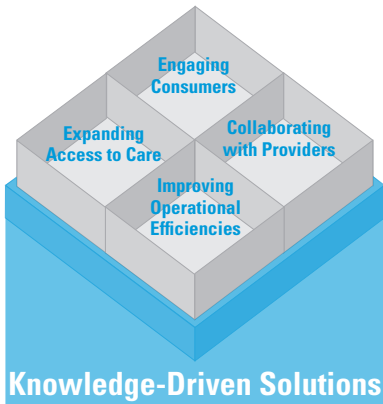 Engaging
Consumers
Expanding
Access to Care
Collaborating
with Providers
Improving
Operational
Efficiencies
Knowledge-Driven Solutions